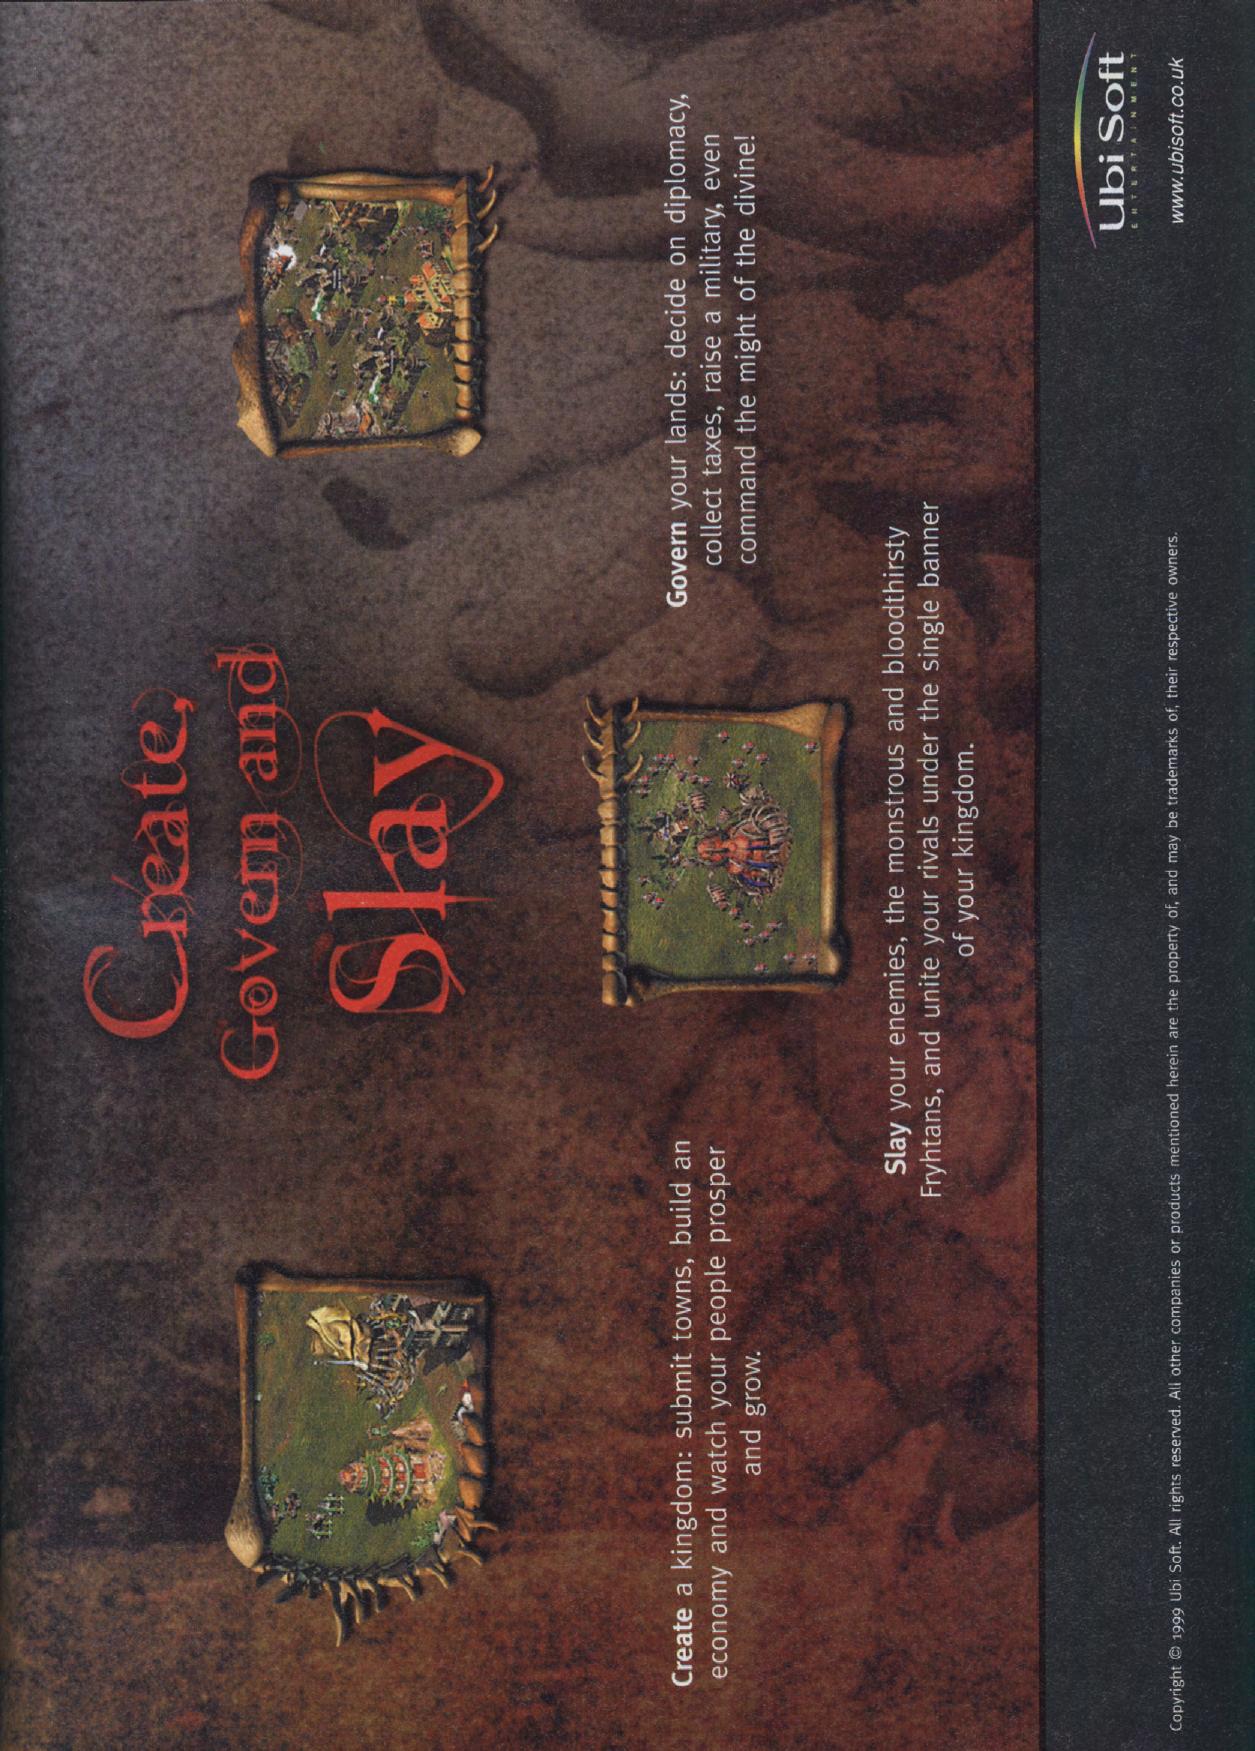 Create,
Govern and
Slay
Create a kingdom: submit towns, build an
economy and watch your people prosper
and grow.
Govern your lands: decide on diplomacy,
collect taxes, raise a military, even
command the might of the divine!
Slay your enemies, the monstrous and bloodthirsty
Fryhtans, and unite your rivals under the single banner
of your kingdom.
Ubi Soft
ENTERTAINMENT
www.ubisoft.co.uk
Copyright © 1999 Ubi Soft. All rights reserved. All other companies or products mentioned herein are the property of, and may be trademarks of, their respective owners.